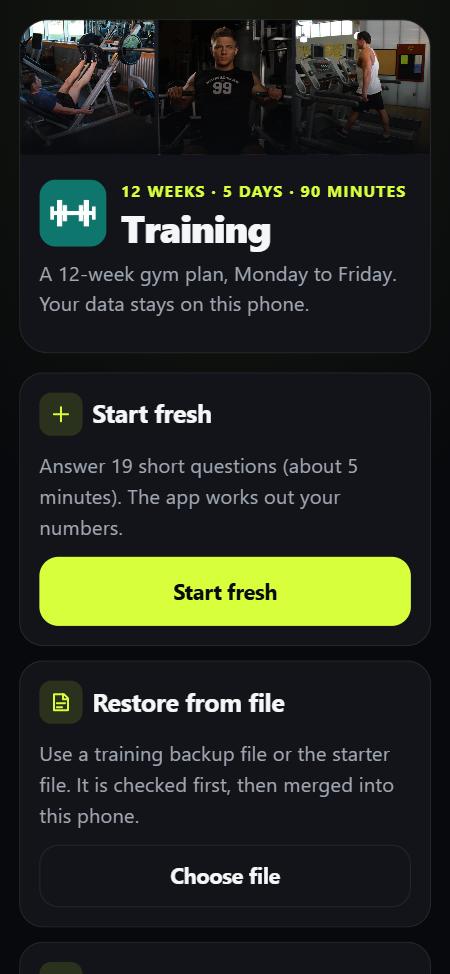 99
12 WEEKS · 5 DAYS · 90 MINUTES
Training
A 12-week gym plan, Monday to Friday.
Your data stays on this phone.
Start fresh
Answer 19 short questions (about 5
minutes). The app works out your
numbers.
Start fresh
Restore from file
Use a training backup file or the starter
file. It is checked first, then merged into
this phone.
Choose file